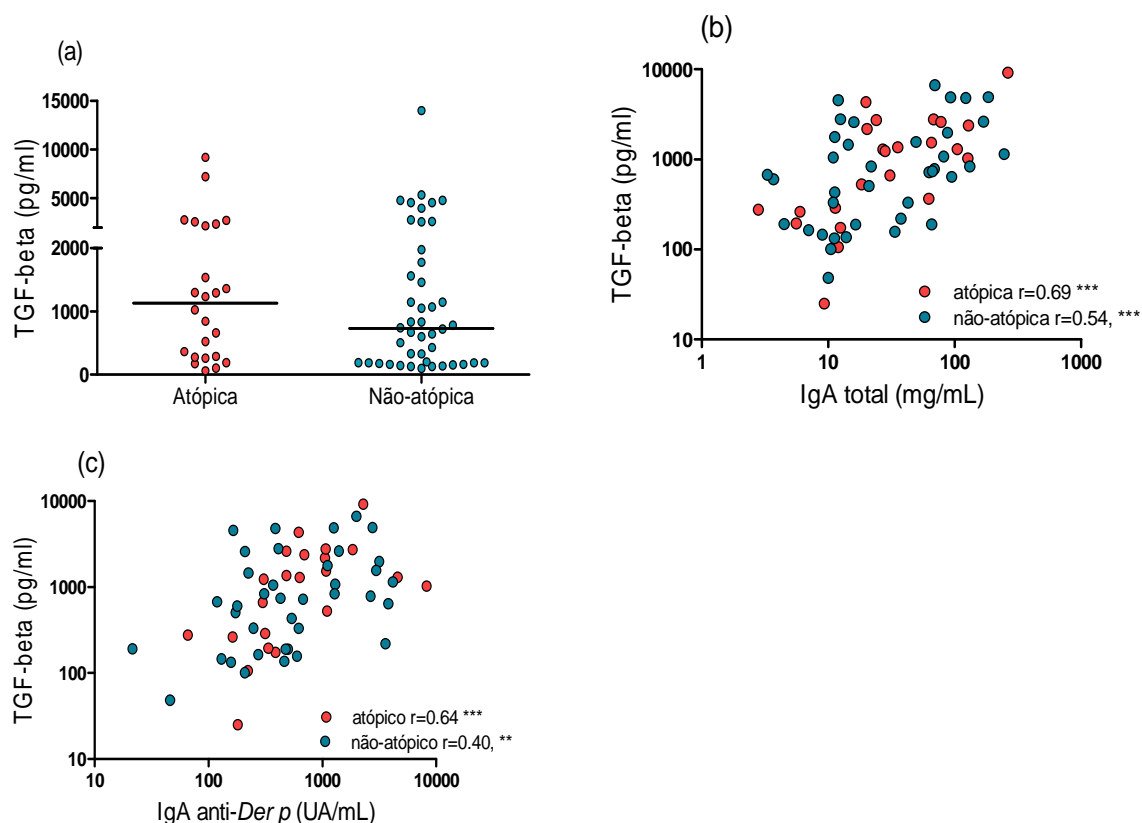 (a)
TGF-beta (pg/ml)
15000
10000
5000
2000
1000
0
Atópica
Não-atópica
(b)
TGF-beta (pg/ml)
10000
1000
100
10
1
10
100
1000
atópica r=0.69 ***
não-atópica r=0.54, ***
IgA total (mg/mL)
(c)
TGF-beta (pg/ml)
10000
1000
100
10
10
100
1000
10000
atópico r=0.64 ***
não-atópico r=0.40, **
IgA anti-Der p (UA/mL)